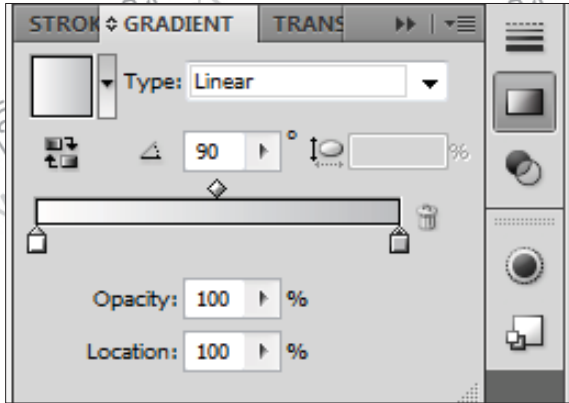 STROK GRADIENT TRANS
Type: Linear
90 ° %
Opacity: 100 %
Location: 100 %